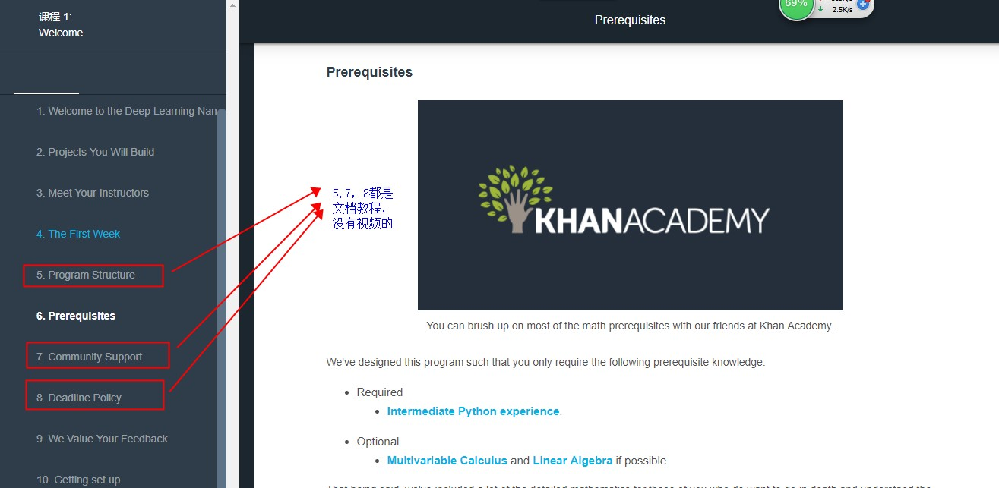 课程 1:
Welcome
1. Welcome to the Deep Learning Nan
2. Projects You Will Build
3. Meet Your Instructors
4. The First Week
5. Program Structure
6. Prerequisites
7. Community Support
8. Deadline Policy
9. We Value Your Feedback
10. Getting set up
Prerequisites
69%
2.5K/s
Prerequisites
5,7，8都是
文档教程，
没有视频的
KHANACADEMY
You can brush up on most of the math prerequisites with our friends at Khan Academy.
We've designed this program such that you only require the following prerequisite knowledge:
• Required
• Intermediate Python experience.
• Optional
• Multivariable Calculus and Linear Algebra if possible.
That being said, we've included a lot of the detailed mathematics for those of you who do want to go in depth and understand the